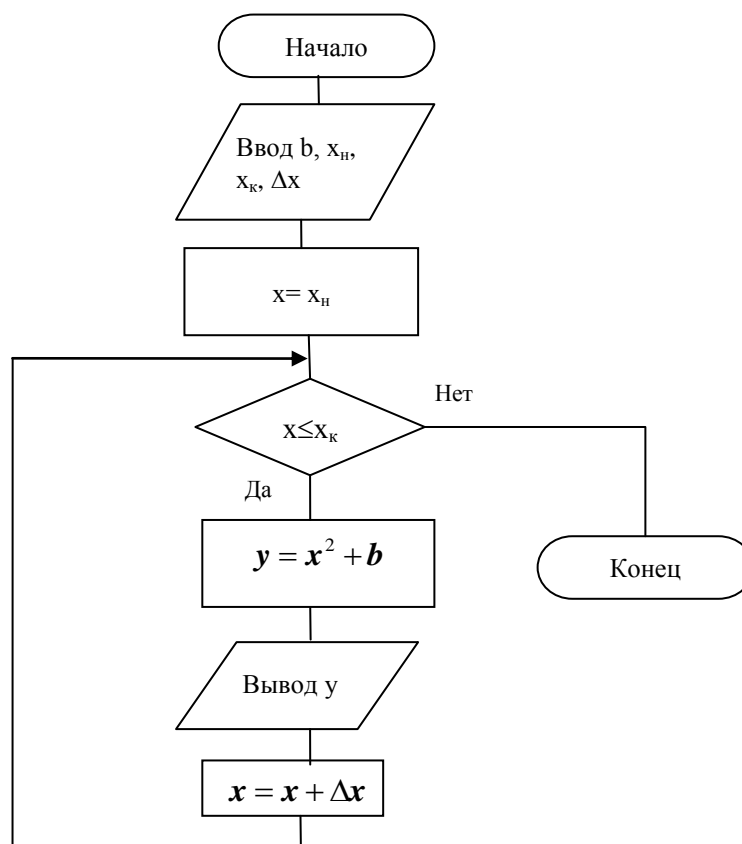 Начало
Ввод b, xн,
xк, Δx
x= xн
Нет
x≤xк
Да
y = x² + b
Конец
Вывод y
x = x + Δx